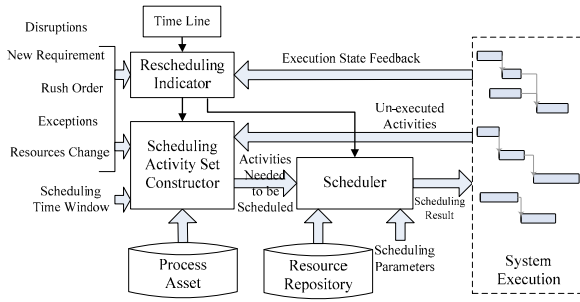 Disruptions
Time Line
New Requirement
Rush Order
Exceptions
Resources Change
Scheduling
Time Window
Rescheduling
Indicator
Execution State Feedback
Un-executed
Activities
Scheduling
Activity Set
Constructor
Activities
Needed
to be
Scheduled
Scheduler
Scheduling
Result
Process
Asset
Resource
Repository
Scheduling
Parameters
System
Execution